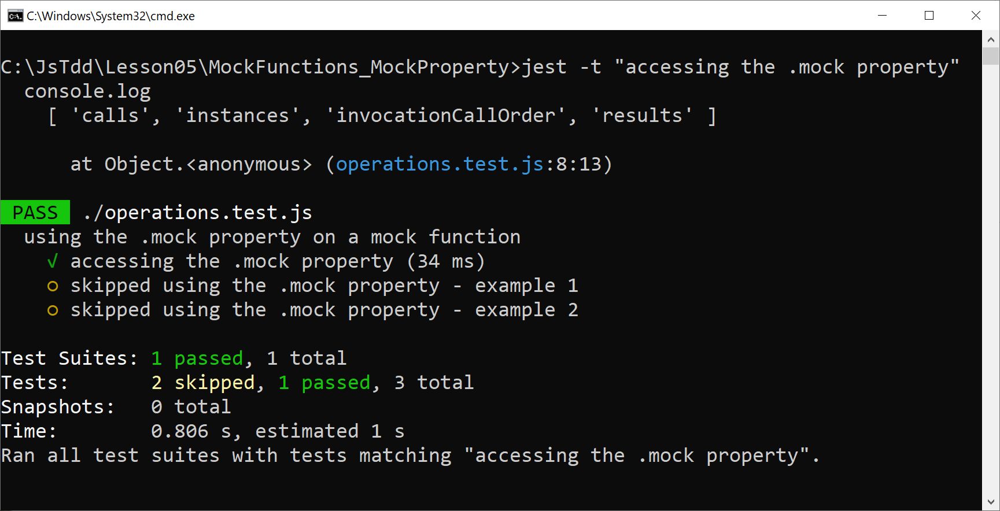 C:\Windows\System32\cmd.exe
C:\JsTdd\Lesson05\MockFunctions_MockProperty>jest -t "accessing the .mock property"
console.log
[ 'calls', 'instances', 'invocationCallOrder', 'results' ]
at Object.<anonymous> (operations.test.js:8:13)
PASS ./operations.test.js
using the .mock property on a mock function
√ accessing the .mock property (34 ms)
○ skipped using the .mock property - example 1
○ skipped using the .mock property - example 2
Test Suites: 1 passed, 1 total
Tests: 2 skipped, 1 passed, 3 total
Snapshots: 0 total
Time: 0.806 s, estimated 1 s
Ran all test suites with tests matching "accessing the .mock property".